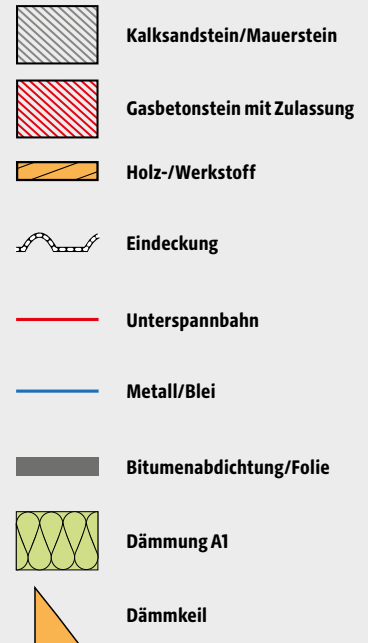 Kalksandstein/Mauerstein
Gasbetonstein mit Zulassung
Holz-/Werkstoff
Eindeckung
Unterspannbahn
Metall/Blei
Bitumenabdichtung/Folie
Dämmung A1
Dämmkeil